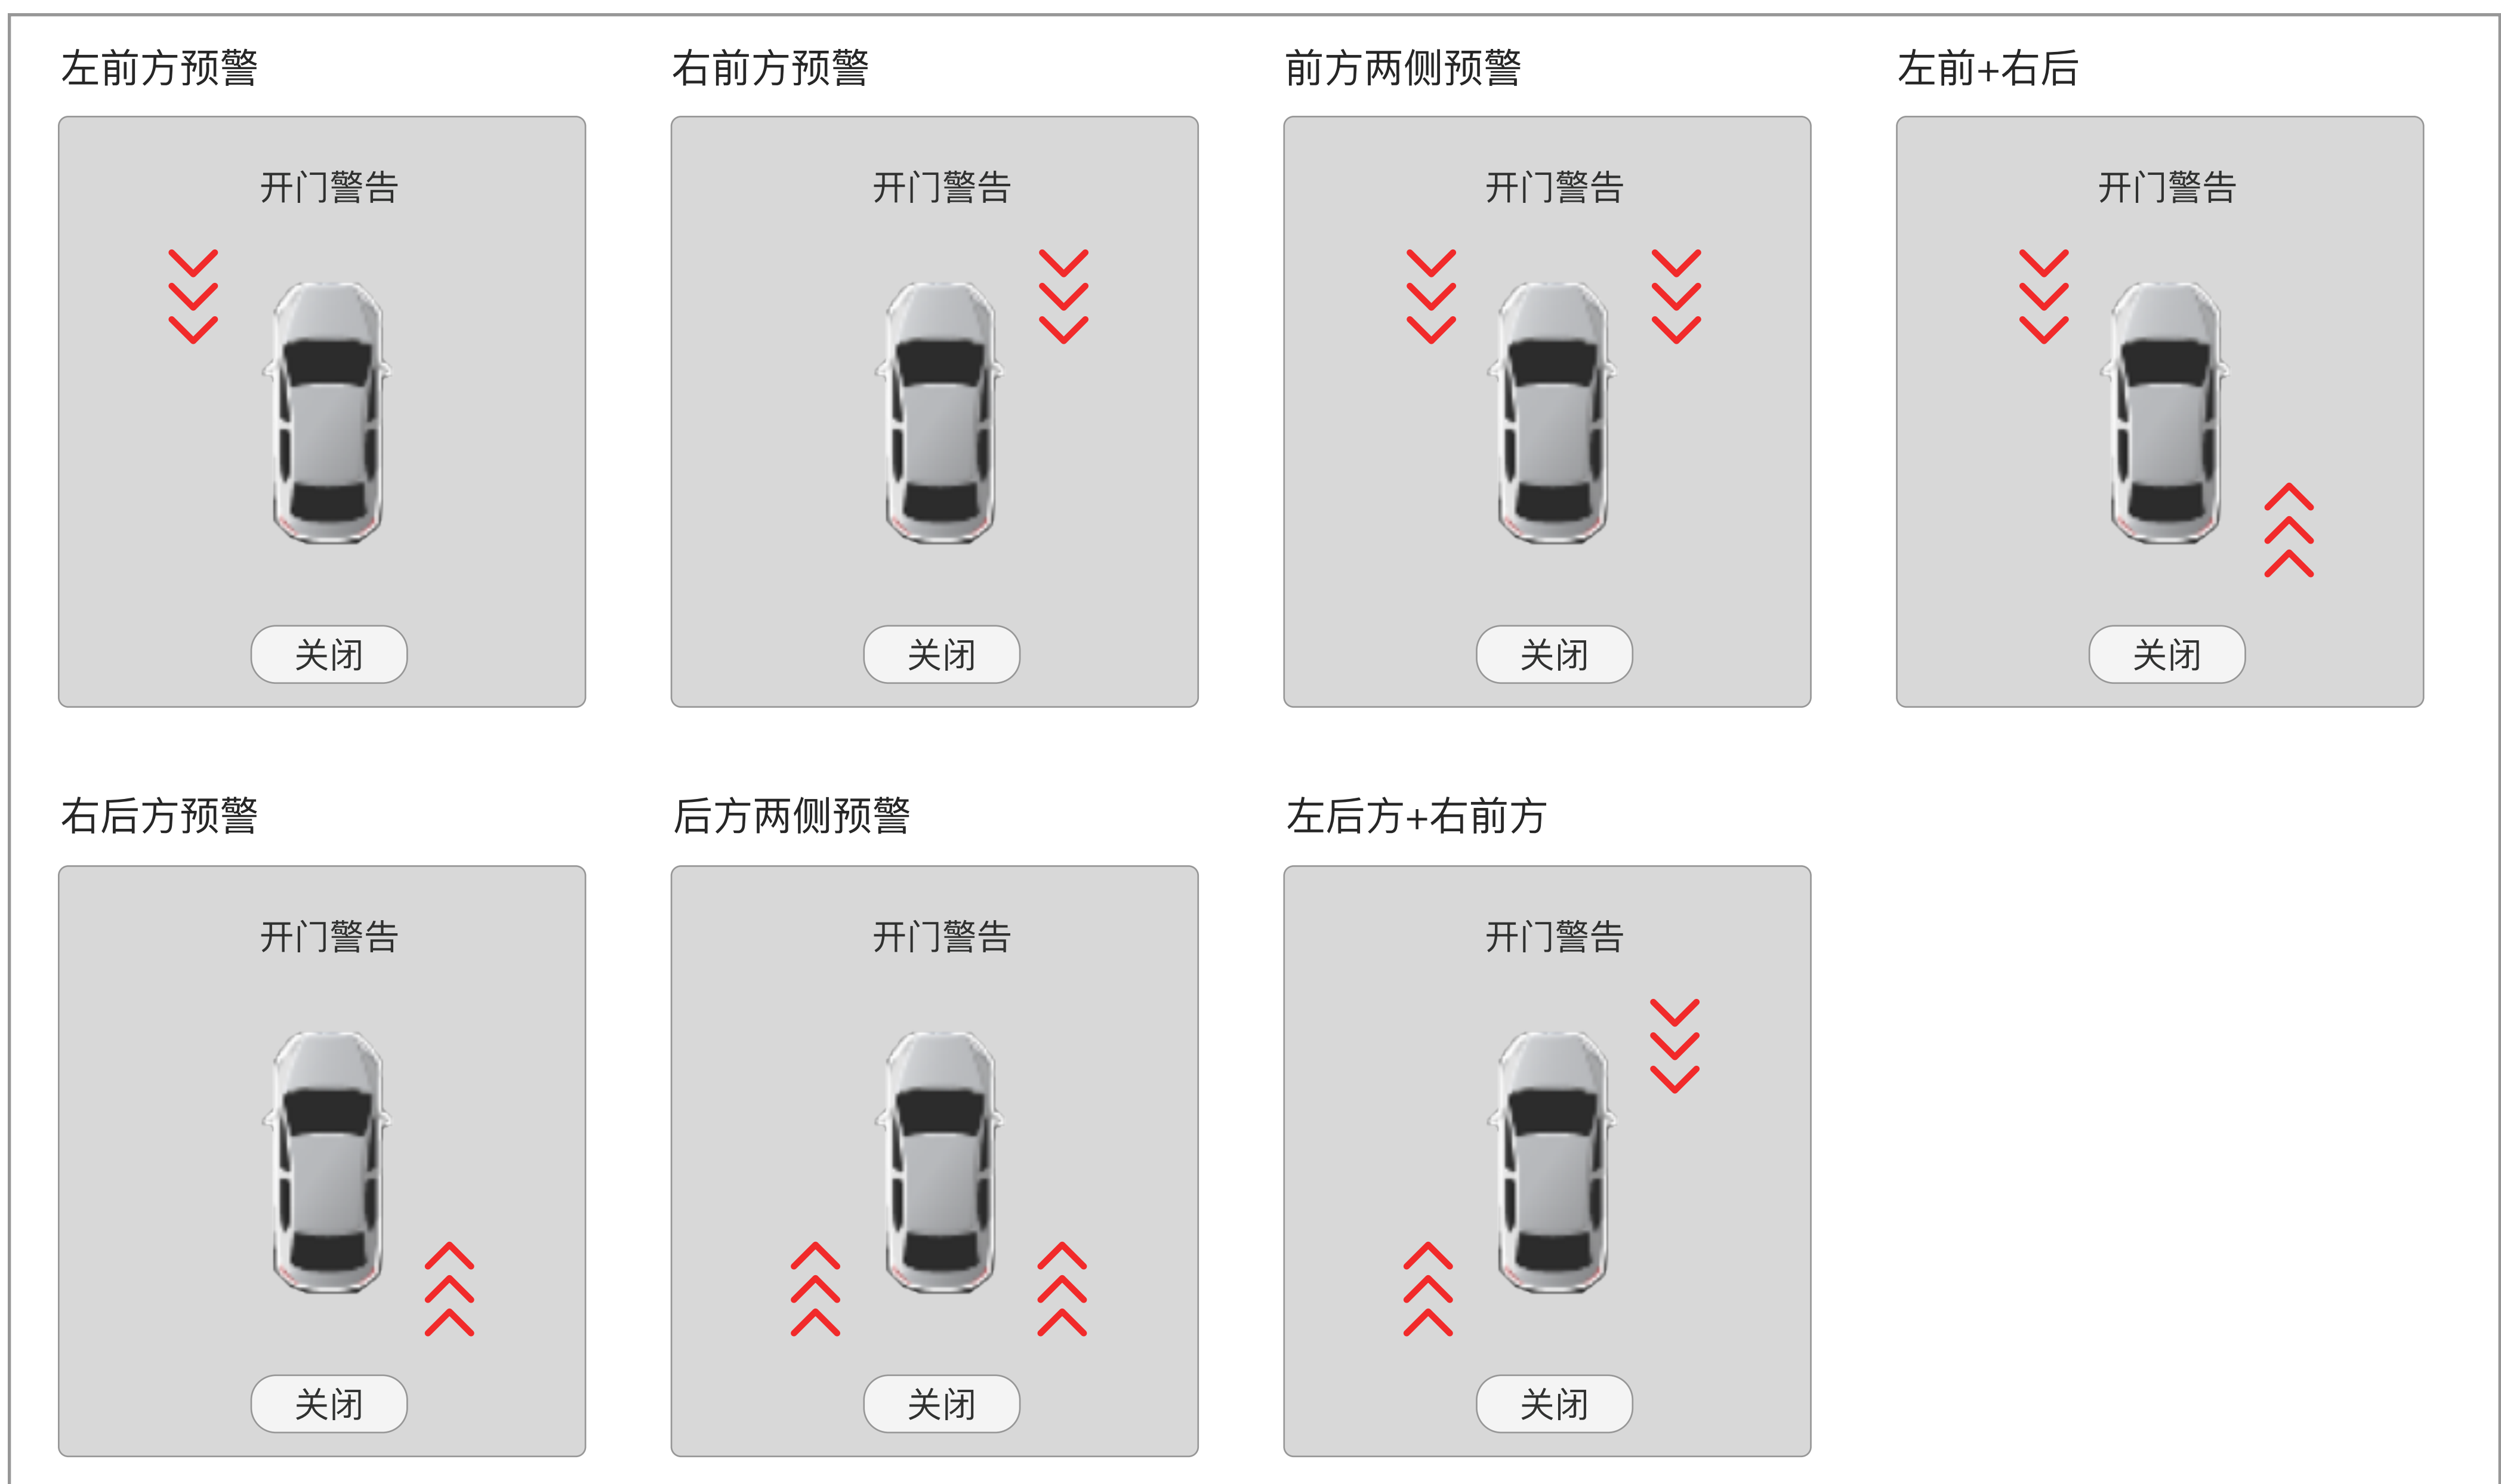 左前方预警
右前方预警
前方两侧预警
左前+右后
开门警告
开门警告
开门警告
开门警告
关闭
关闭
关闭
关闭
右后方预警
后方两侧预警
左后方+右前方
开门警告
开门警告
开门警告
关闭
关闭
关闭